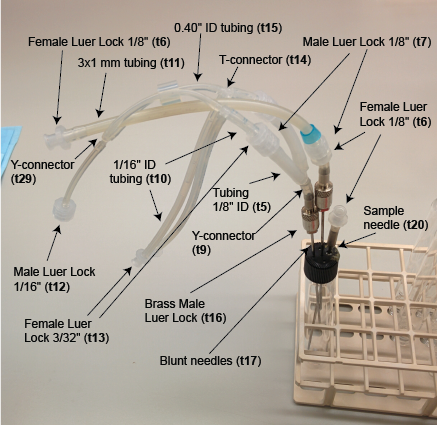 0.40" ID tubing (t15)
Female Luer Lock 1/8" (t6)
Male Luer Lock 1/8" (t7)
3x1 mm tubing (t11)
T-connector (t14)
Female Luer
Lock 1/8" (t6)
Y-connector
(t29)
1/16" ID
tubing (t10)
Tubing
1/8" ID (t5)
Sample
needle (t20)
Y-connector
(t9)
Male Luer Lock
1/16" (t12)
Brass Male
Luer Lock (t16)
Female Luer
Lock 3/32" (t13)
Blunt needles (t17)